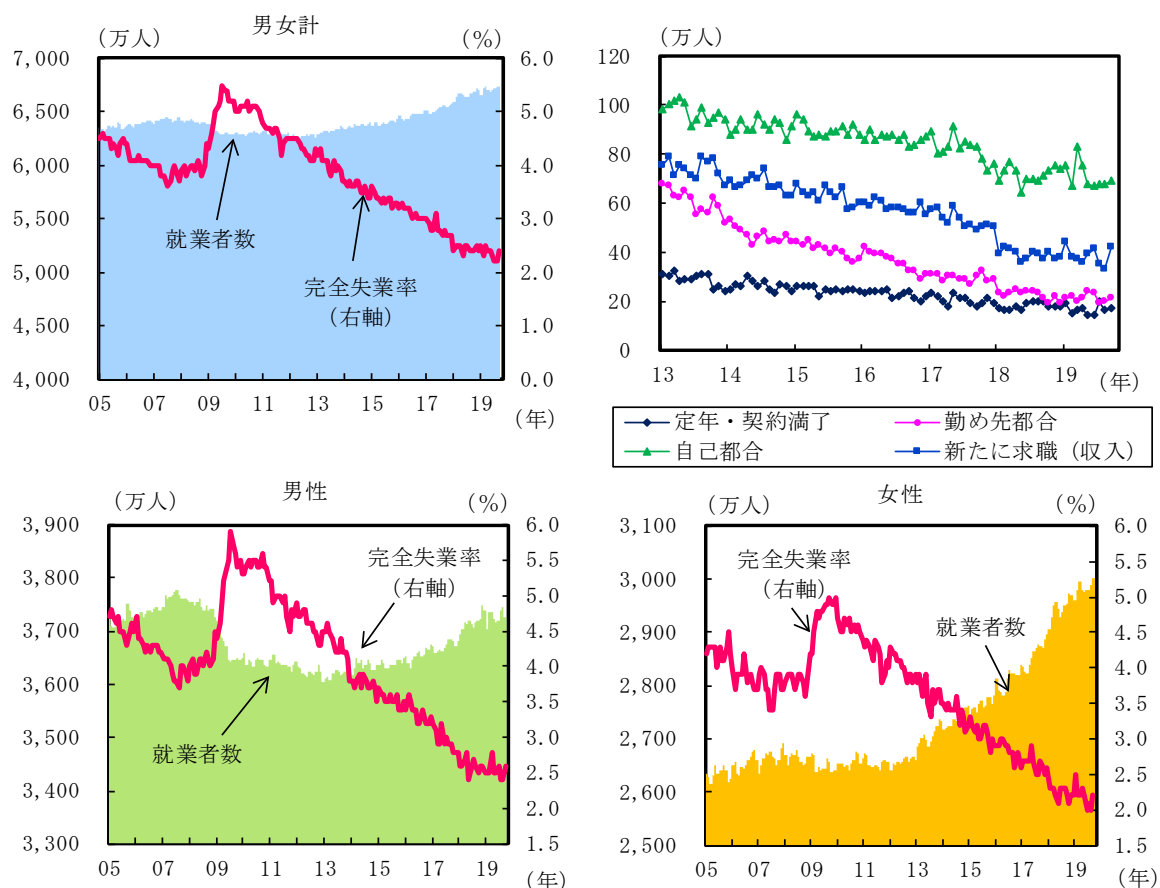 男女計
(万人)
(%)
7,000
6,500
6,000
5,500
5,000
4,500
4,000
6.0
5.0
4.0
3.0
2.0
1.0
0.0
就業者数
完全失業率
(右軸)
05 07 09 11 13 15 17 19
(年)
(万人)
120
100
80
60
40
20
0
13 14 15 16 17 18 19
(年)
定年・契約満了
勤め先都合
自己都合
新たに求職(収入)
男性
(万人)
(%)
3,900
3,800
3,700
3,600
3,500
3,400
3,300
6.0
5.5
5.0
4.5
4.0
3.5
3.0
2.5
2.0
1.5
完全失業率
(右軸)
就業者数
05 07 09 11 13 15 17 19
(年)
女性
(万人)
(%)
3,100
3,000
2,900
2,800
2,700
2,600
2,500
6.0
5.5
5.0
4.5
4.0
3.5
3.0
2.5
2.0
1.5
完全失業率
(右軸)
就業者数
05 07 09 11 13 15 17 19
(年)